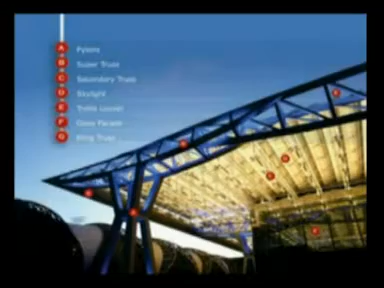 A Pylons
B Super Truss
C Secondary Truss
D Skylight
E Trellis Louver
F Glass Facade
G Wing Truss